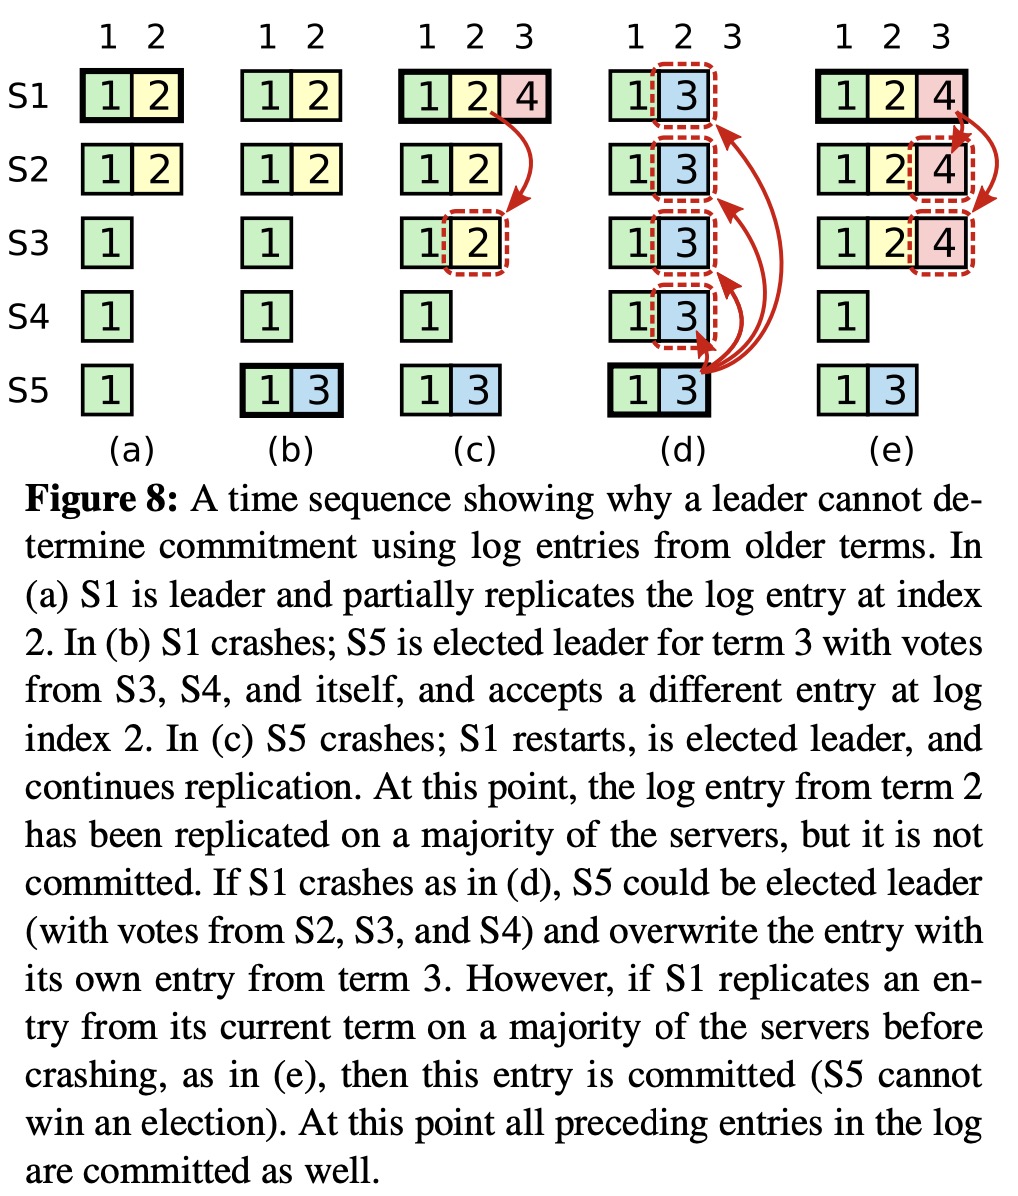 1 2 1 2 1 2 3 1 2 3 1 2 3
S1 1 2 1 2 1 2 4 1 3 1 2 4
S2 1 2 1 2 1 2 1 3 1 2 4
S3 1 1 1 2 1 3 1 2 4
S4 1 1 1 1 3 1
S5 1 1 3 1 3 1 3 1 3
(a) (b) (c) (d) (e)
Figure 8: A time sequence showing why a leader cannot de-
termine commitment using log entries from older terms. In
(a) S1 is leader and partially replicates the log entry at index
2. In (b) S1 crashes; S5 is elected leader for term 3 with votes
from S3, S4, and itself, and accepts a different entry at log
index 2. In (c) S5 crashes; S1 restarts, is elected leader, and
continues replication. At this point, the log entry from term 2
has been replicated on a majority of the servers, but it is not
committed. If S1 crashes as in (d), S5 could be elected leader
(with votes from S2, S3, and S4) and overwrite the entry with
its own entry from term 3. However, if S1 replicates an en-
try from its current term on a majority of the servers before
crashing, as in (e), then this entry is committed (S5 cannot
win an election). At this point all preceding entries in the log
are committed as well.